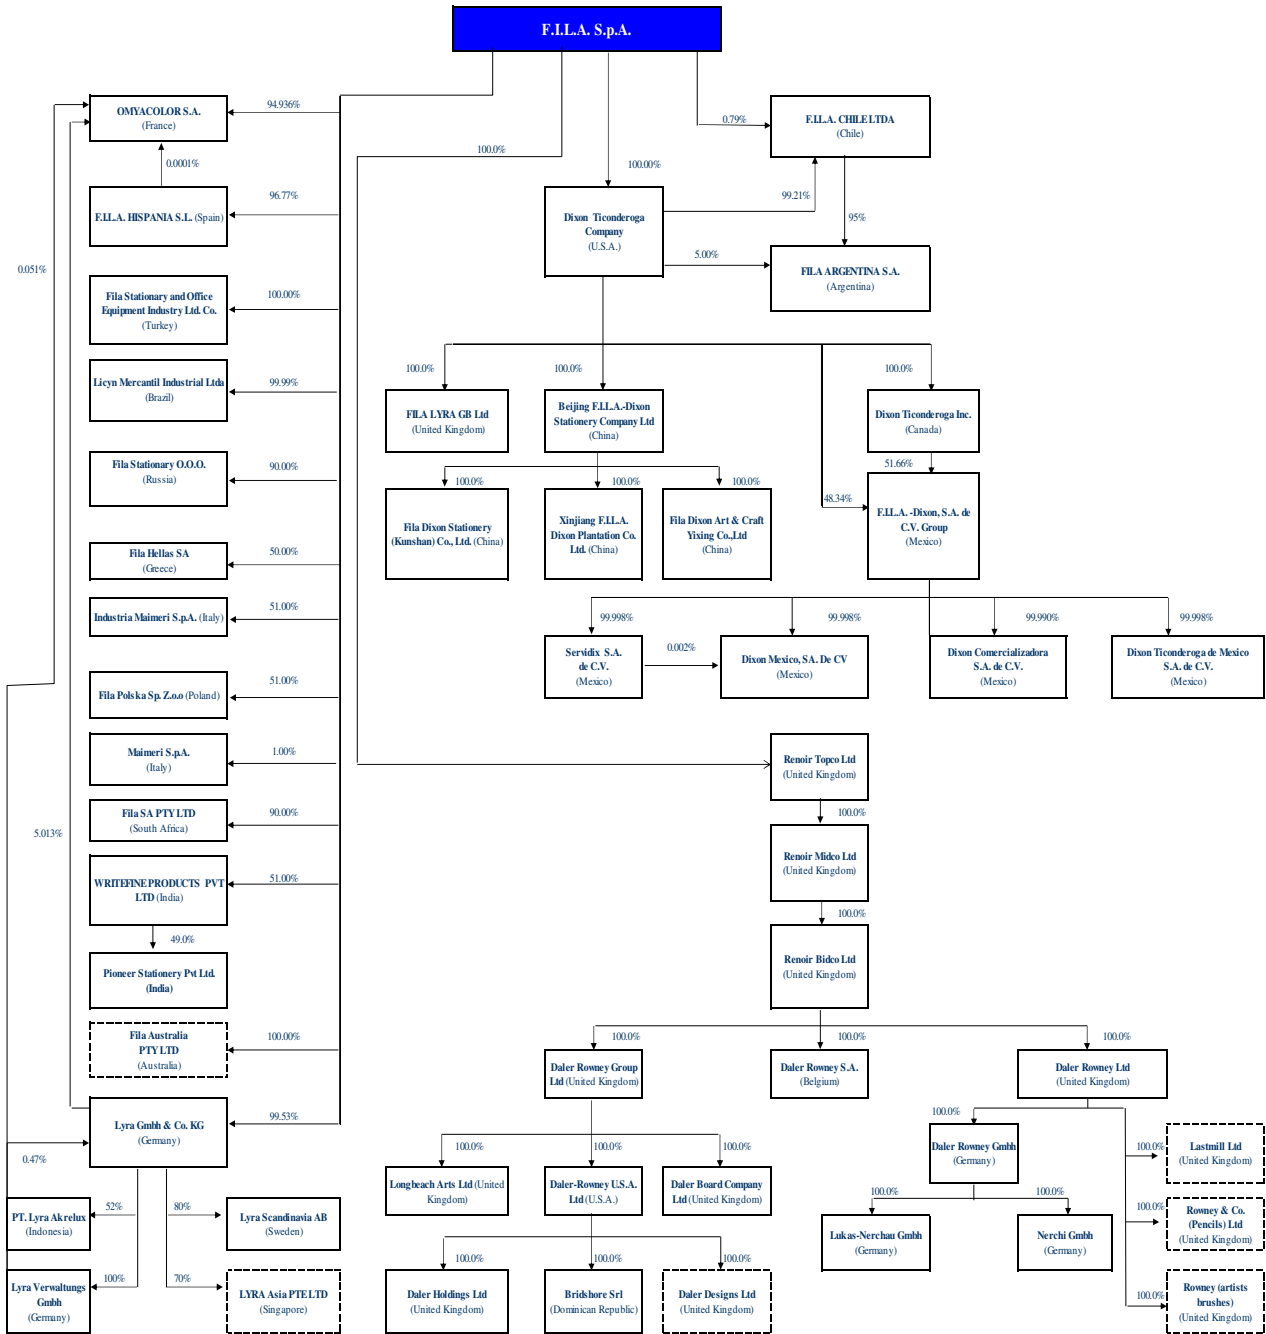 F.I.L.A. S.p.A.
OMYACOLOR S.A.
(France)
94.936%
0.79%
F.I.L.A. CHILE LTDA
(Chile)
100.0%
0.0001%
100.00%
F.I.L.A. HISPANIA S.L. (Spain)
96.77%
Dixon Ticonderoga
Company
(U.S.A.)
99.21%
95%
5.00%
FILA ARGENTINA S.A.
(Argentina)
0.051%
Fila Stationary and Office
Equipment Industry Ltd. Co.
(Turkey)
100.00%
Licyn Mercantil Industrial Ltda
(Brazil)
99.99%
100.0%
100.0%
100.0%
FILA LYRA GB Ltd
(United Kingdom)
Beijing F.I.L.A.-Dixon
Stationery Company Ltd
(China)
Dixon Ticonderoga Inc.
(Canada)
Fila Stationary O.O.O.
(Russia)
90.00%
51.66%
100.0%
100.0%
100.0%
48.34%
Fila Dixon Stationery
(Kunshan) Co., Ltd. (China)
Xinjiang F.I.L.A.
Dixon Plantation Co.
Ltd. (China)
Fila Dixon Art & Craft
Yixing Co.,Ltd
(China)
F.I.L.A. -Dixon, S.A. de
C.V. Group
(Mexico)
Fila Hellas SA
(Greece)
50.00%
Industria Maimeri S.p.A. (Italy)
51.00%
99.998%
99.998%
99.990%
99.998%
Servidix S.A.
de C.V.
(Mexico)
0.002%
Dixon Mexico, SA. De CV
(Mexico)
Dixon Comercializadora
S.A. de C.V.
(Mexico)
Dixon Ticonderoga de Mexico
S.A. de C.V.
(Mexico)
Fila Polska Sp. Z.o.o (Poland)
51.00%
Maimeri S.p.A.
(Italy)
1.00%
Renoir Topco Ltd
(United Kingdom)
Fila SA PTY LTD
(South Africa)
90.00%
100.0%
5.013%
Renoir Midco Ltd
(United Kingdom)
WRITEFINE PRODUCTS PVT
LTD (India)
51.00%
100.0%
49.0%
Pioneer Stationery Pvt Ltd.
(India)
Renoir Bidco Ltd
(United Kingdom)
Fila Australia
PTY LTD
(Australia)
100.00%
100.0%
100.0%
100.0%
Daler Rowney Group
Ltd (United Kingdom)
Daler Rowney S.A.
(Belgium)
Daler Rowney Ltd
(United Kingdom)
Lyra Gmbh & Co. KG
(Germany)
99.53%
0.47%
100.0%
100.0%
100.0%
100.0%
Daler Rowney Gmbh
(Germany)
100.0%
Lastmill Ltd
(United Kingdom)
Longbeach Arts Ltd (United
Kingdom)
Daler-Rowney U.S.A.
Ltd (U.S.A.)
Daler Board Company
Ltd (United Kingdom)
100.0%
100.0%
PT. Lyra Akrelux
(Indonesia)
52%
80%
Lyra Scandinavia AB
(Sweden)
Lukas-Nerchau Gmbh
(Germany)
Nerchi Gmbh
(Germany)
100.0%
Rowney & Co.
(Pencils) Ltd
(United Kingdom)
100.0%
100.0%
100.0%
Lyra Verwaltungs
Gmbh
(Germany)
100%
70%
LYRA Asia PTE LTD
(Singapore)
Daler Holdings Ltd
(United Kingdom)
Bridshore Srl
(Dominican Republic)
Daler Designs Ltd
(United Kingdom)
100.0%
Rowney (artists
brushes)
(United Kingdom)